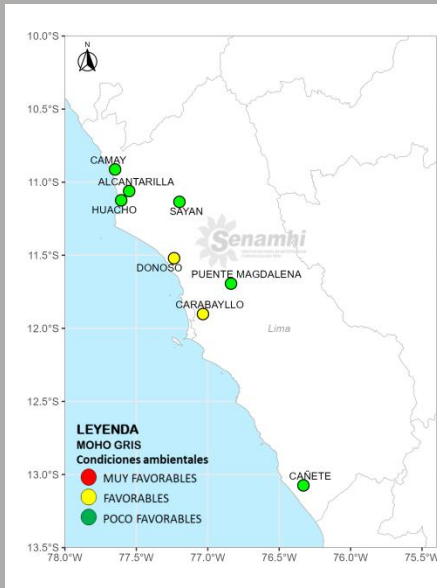 N
10.0°S
10.5°S
11.0°S
11.5°S
12.0°S
12.5°S
13.0°S
13.5°S
CAMAY
ALCANTARILLA
HUACHO
SAYAN
Senamhi
DONOSO
PUENTE MAGDALENA
CARABAYLLO
Lima
CAÑETE
LEYENDA
MOHO GRIS
Condiciones ambientales
MUY FAVORABLES
FAVORABLES
POCO FAVORABLES
78.0°W 77.5°W 77.0°W 76.5°W 76.0°W 75.5°W